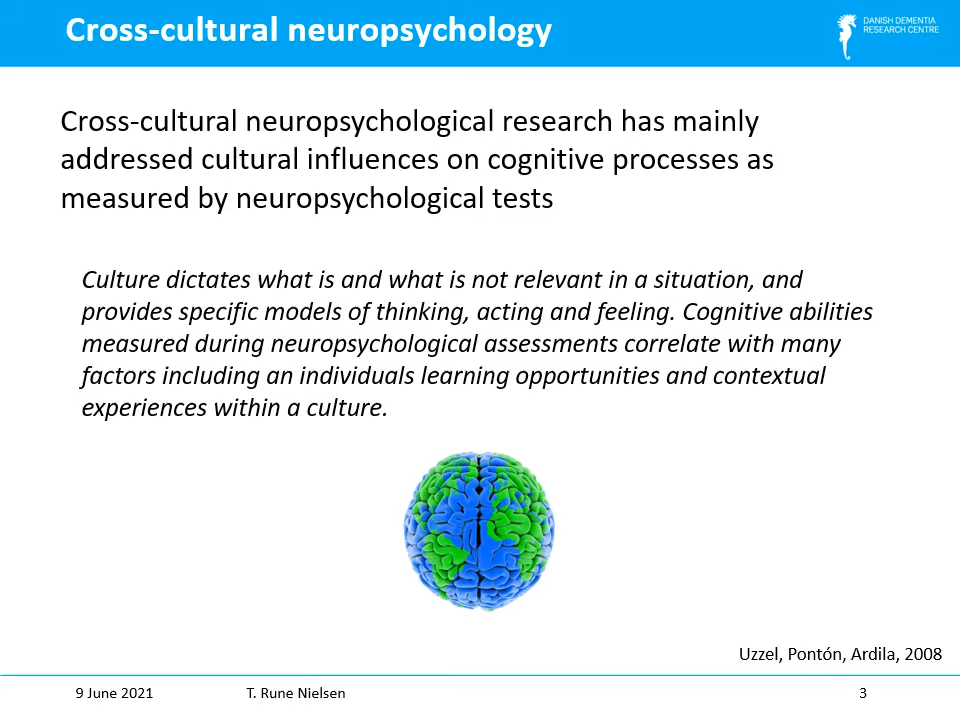 Cross-cultural neuropsychology
DANISH DEMENTIA
RESEARCH CENTRE
Cross-cultural neuropsychological research has mainly
addressed cultural influences on cognitive processes as
measured by neuropsychological tests
Culture dictates what is and what is not relevant in a situation, and
provides specific models of thinking, acting and feeling. Cognitive abilities
measured during neuropsychological assessments correlate with many
factors including an individuals learning opportunities and contextual
experiences within a culture.
Uzzel, Pontón, Ardila, 2008
9 June 2021 T. Rune Nielsen 3